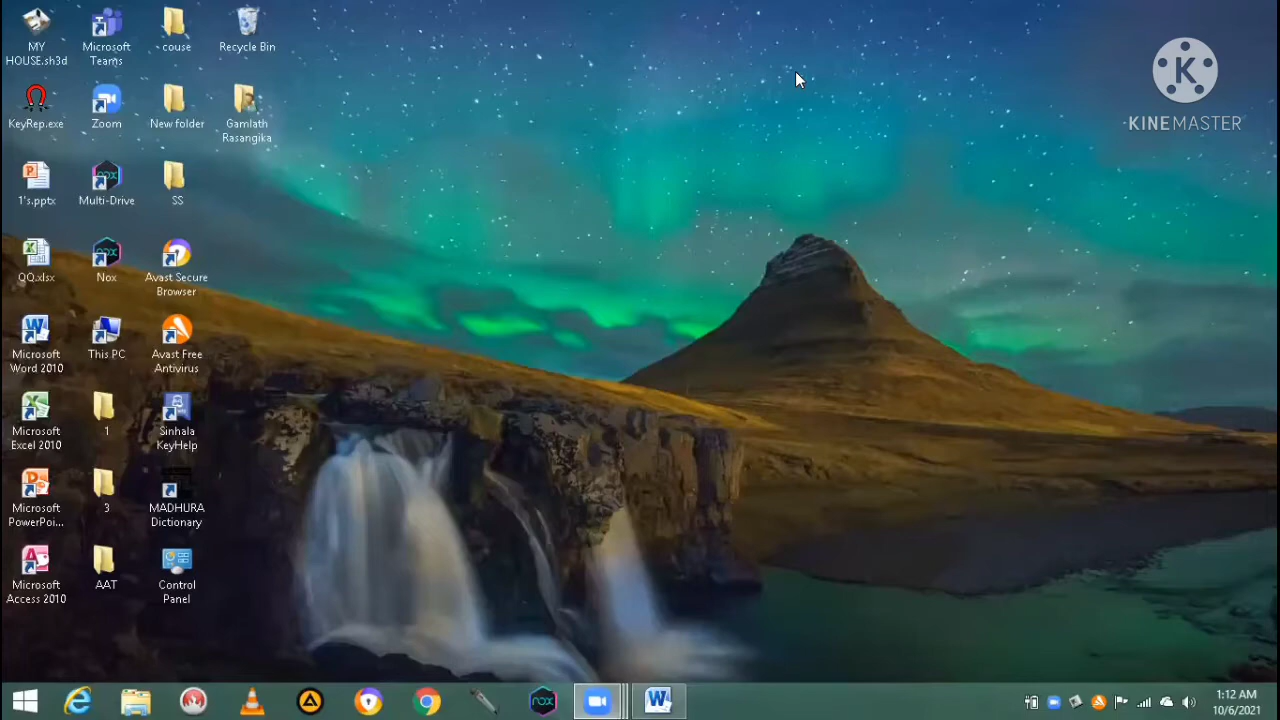 MY
HOUSE.sh3d
Microsoft
Teams
couse
Recycle Bin
KeyRep.exe
Zoom
New folder
Gamlath
Rasangika
1's.pptx
nox
Multi-Drive
SS
QQ.xlsx
nox
Nox
Avast Secure
Browser
Microsoft
Word 2010
This PC
Avast Free
Antivirus
Microsoft
Excel 2010
1
Sinhala
KeyHelp
Microsoft
PowerPoi...
3
MADHURA
Dictionary
Microsoft
Access 2010
AAT
Control
Panel
K
KINEMASTER
nox
W
1:12 AM
10/6/2021